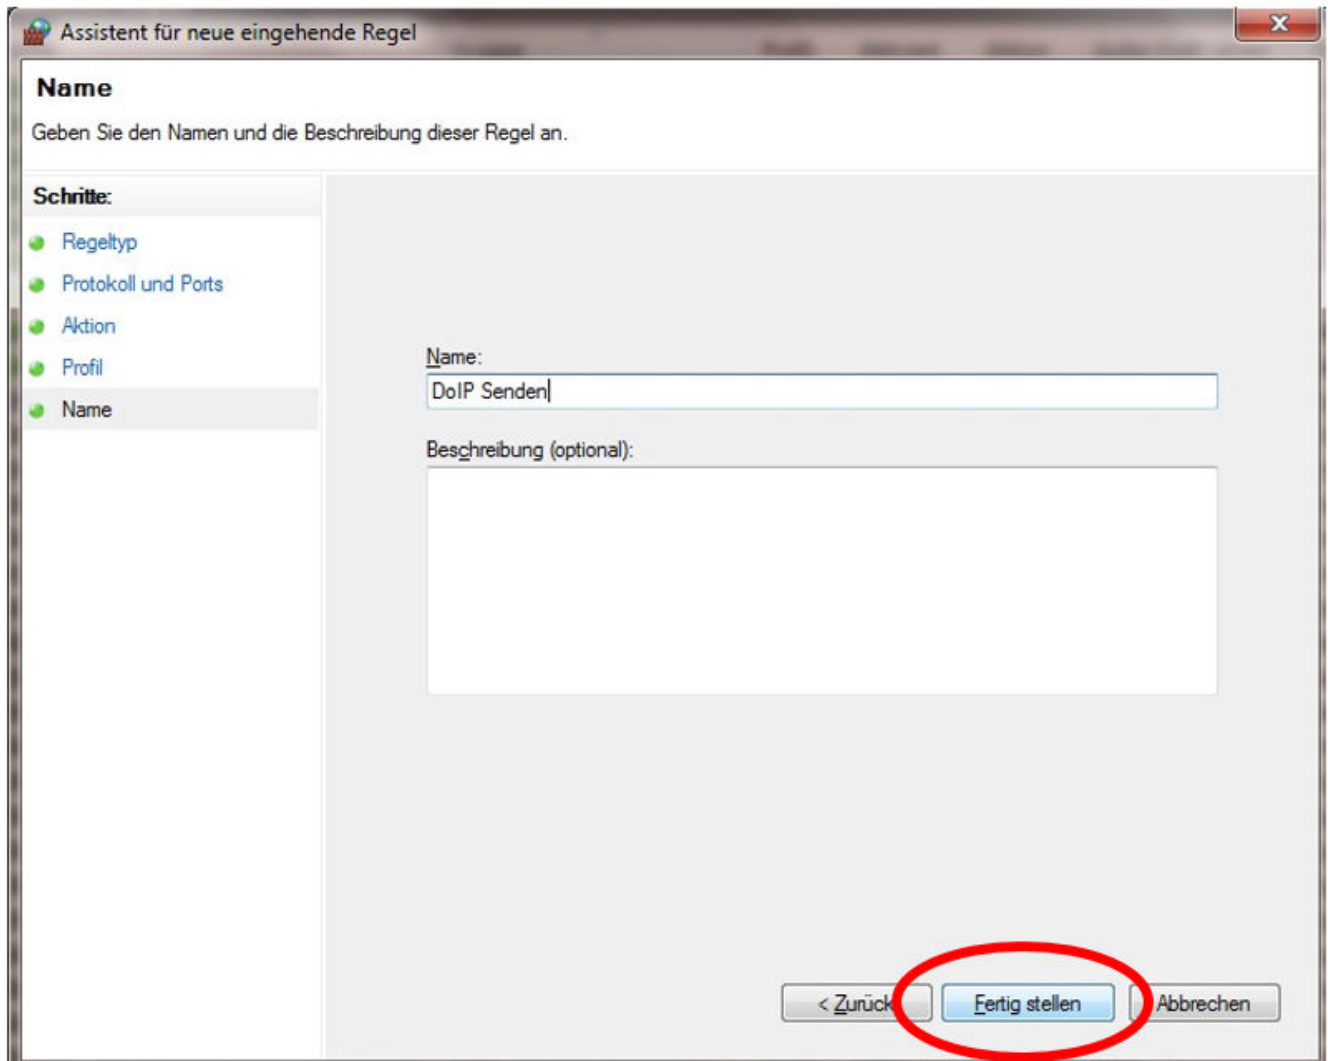 Assistent für neue eingehende Regel
Name
Geben Sie den Namen und die Beschreibung dieser Regel an.
Schritte:
Regeltyp
Protokoll und Ports
Aktion
Profil
Name
Name:
DoIP Senden
Beschreibung (optional):
< Zurück
Fertig stellen
Abbrechen